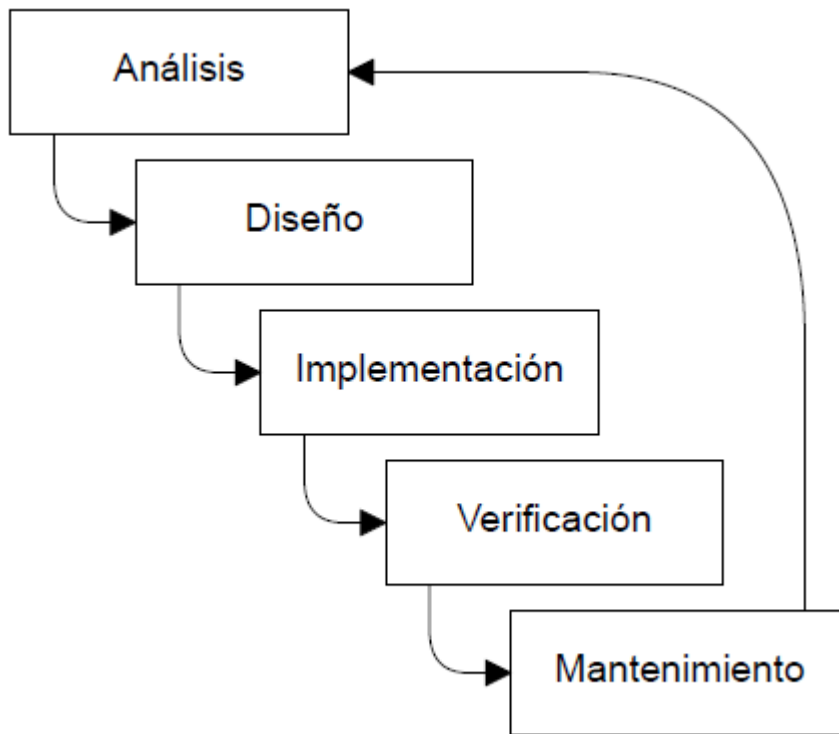 Análisis
Diseño
Implementación
Verificación
Mantenimiento